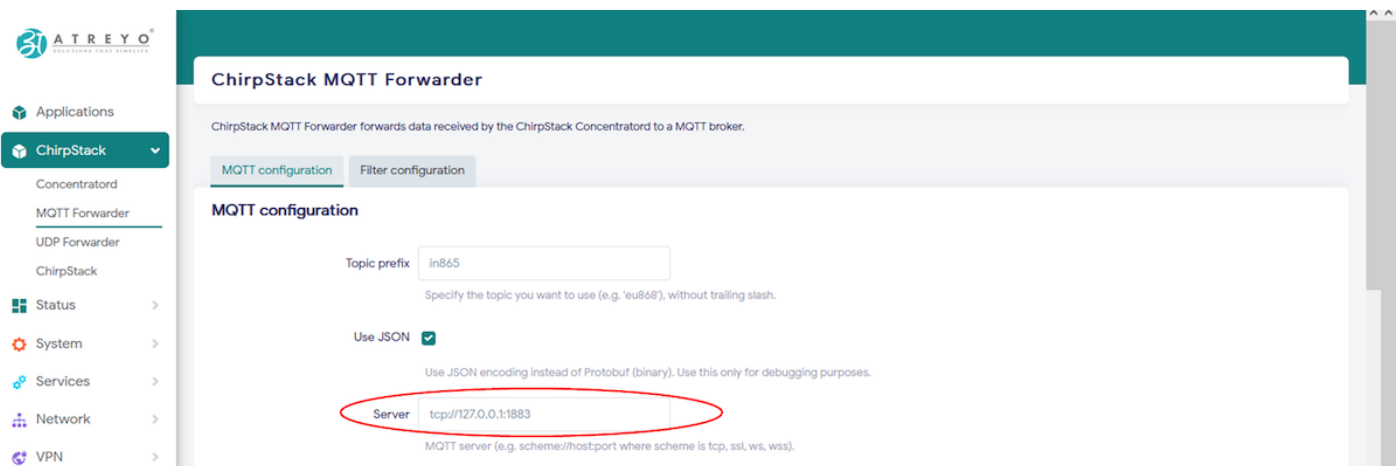 ATREYO
SOLUTIONS THAT SIMPLIFY
Applications
ChirpStack
Concentratord
MQTT Forwarder
UDP Forwarder
ChirpStack
Status
System
Services
Network
VPN
ChirpStack MQTT Forwarder
ChirpStack MQTT Forwarder forwards data received by the ChirpStack Concentratord to a MQTT broker.
MQTT configuration Filter configuration
MQTT configuration
Topic prefix in865
Specify the topic you want to use (e.g. 'eu868'), without trailing slash.
Use JSON
Use JSON encoding instead of Protobuf (binary). Use this only for debugging purposes.
Server tcp://127.0.0.1:1883
MQTT server (e.g. scheme://host:port where scheme is tcp, ssl, ws, wss).